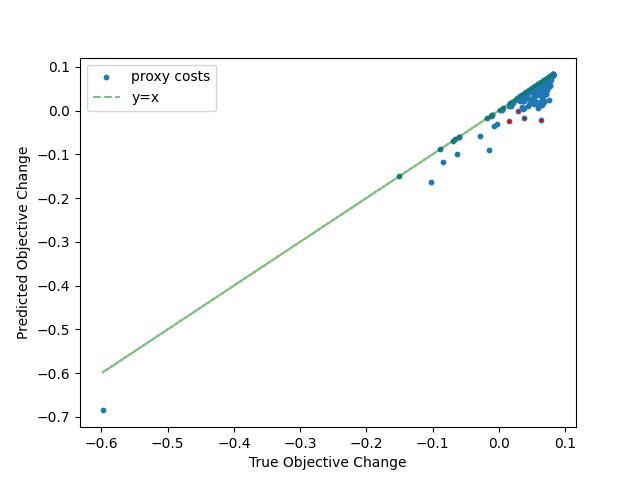 proxy costs
y=x
0.1
0.0
−0.1
−0.2
−0.3
−0.4
−0.5
−0.6
−0.7
Predicted Objective Change
−0.6 −0.5 −0.4 −0.3 −0.2 −0.1 0.0 0.1
True Objective Change